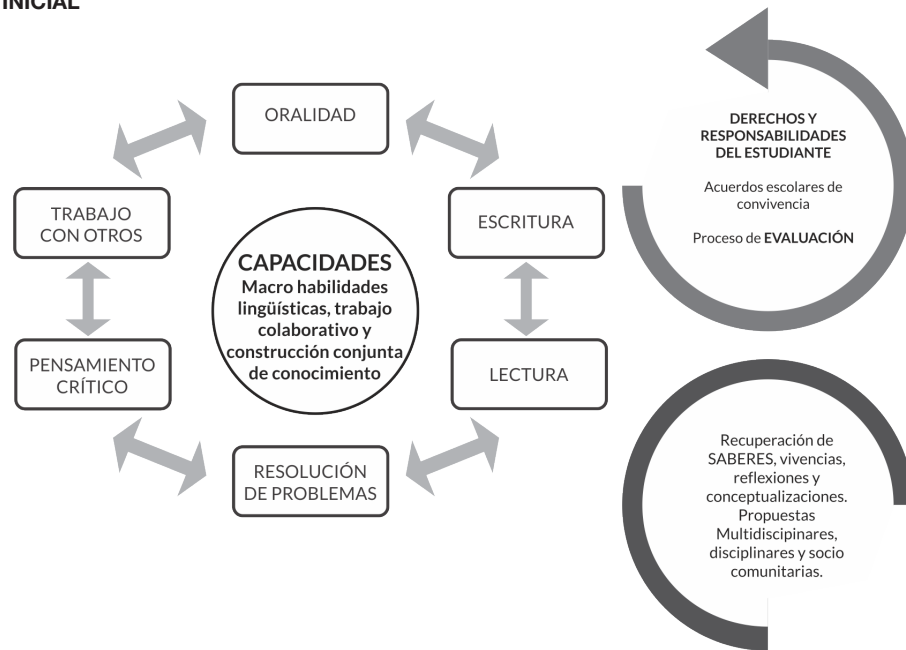 INICIAL
ORALIDAD
TRABAJO
CON OTROS
ESCRITURA
CAPACIDADES
Macro habilidades
lingüísticas, trabajo
colaborativo y
construcción conjunta
de conocimiento
PENSAMIENTO
CRÍTICO
LECTURA
RESOLUCIÓN
DE PROBLEMAS
DERECHOS Y
RESPONSABILIDADES
DEL ESTUDIANTE
Acuerdos escolares de
convivencia
Proceso de EVALUACIÓN
Recuperación de
SABERES, vivencias,
reflexiones y
conceptualizaciones.
Propuestas
Multidiscipinares,
disciplinares y socio
comunitarias.